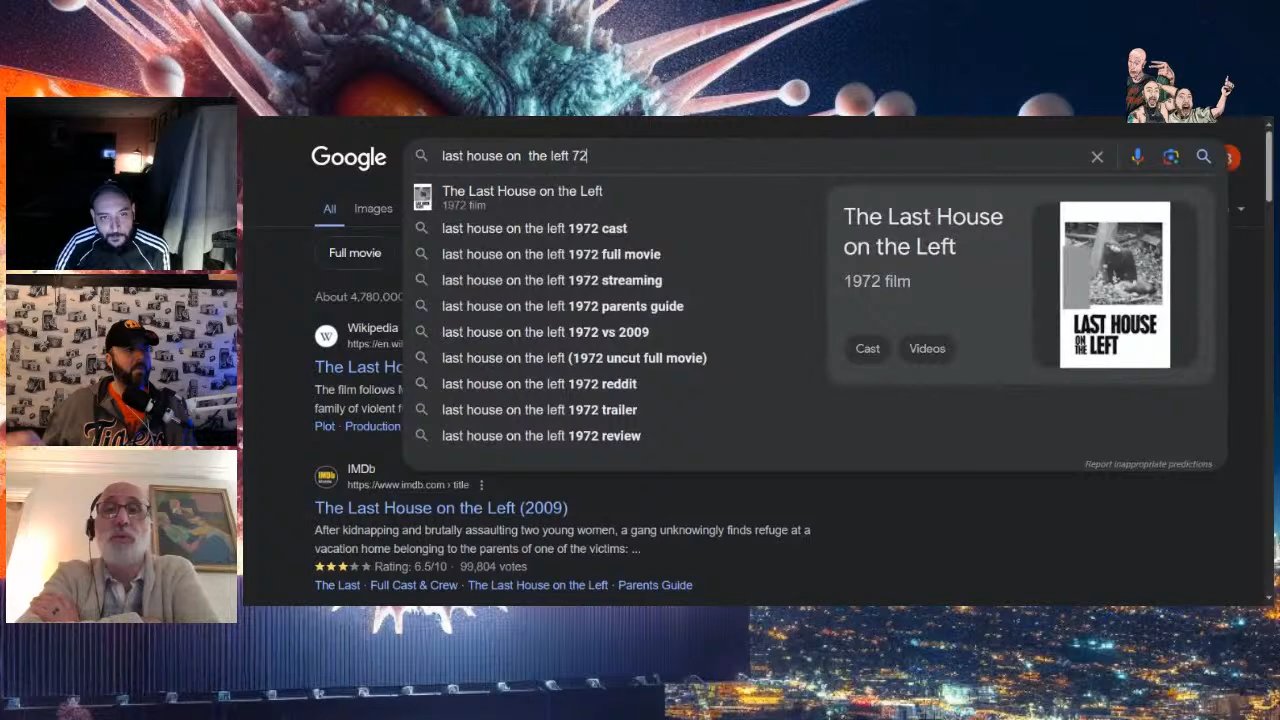 Google
last house on  the left 72
The Last House on the Left
1972 film
last house on the left 1972 cast
last house on the left 1972 full movie
last house on the left 1972 streaming
last house on the left 1972 parents guide
last house on the left 1972 vs 2009
last house on the left (1972 uncut full movie)
last house on the left 1972 reddit
last house on the left 1972 trailer
last house on the left 1972 review
The Last House
on the Left
1972 film
Cast
Videos
LAST HOUSE
ON THE LEFT
Report inappropriate predictions
All
Images
Full movie
About 4,780,000
W
Wikipedia
https://en.wi
The Last Ho
The film follows
family of violent f
Plot · Production
IMDb
IMDb
https://www.imdb.com › title
The Last House on the Left (2009)
After kidnapping and brutally assaulting two young women, a gang unknowingly finds refuge at a
vacation home belonging to the parents of one of the victims: ...
Rating: 6.5/10 · 99,804 votes
The Last · Full Cast & Crew · The Last House on the Left · Parents Guide
Tigers